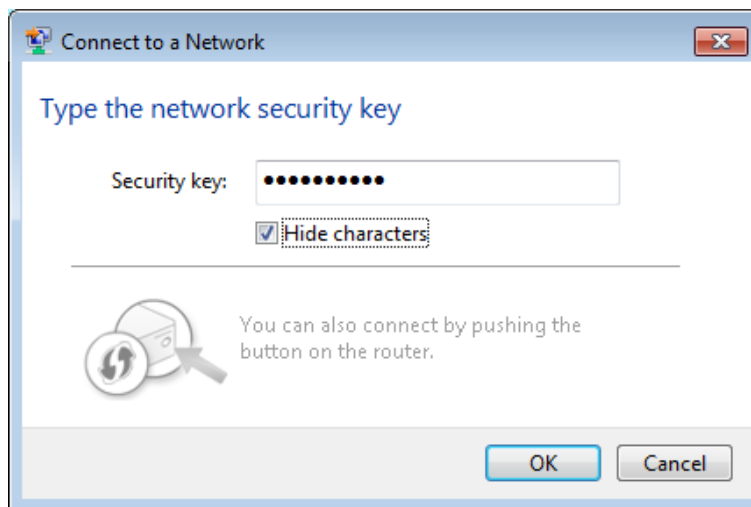 Connect to a Network
Type the network security key
Security key: ••••••••••
Hide characters
You can also connect by pushing the
button on the router.
OK Cancel